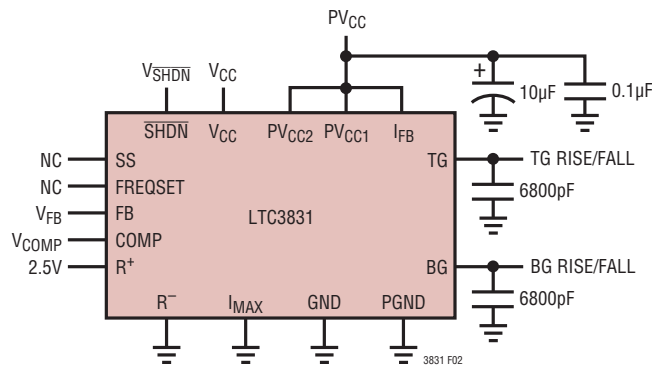 PVCC
VSHDN VCC
+
10µF 0.1µF
SHDN VCC PVCC2 PVCC1 IFB
NC SS TG TG RISE/FALL
NC FREQSET 6800pF
VFB FB
LTC3831
VCOMP COMP
2.5V R+ BG BG RISE/FALL
6800pF
R– IMAX GND PGND
3831 F02